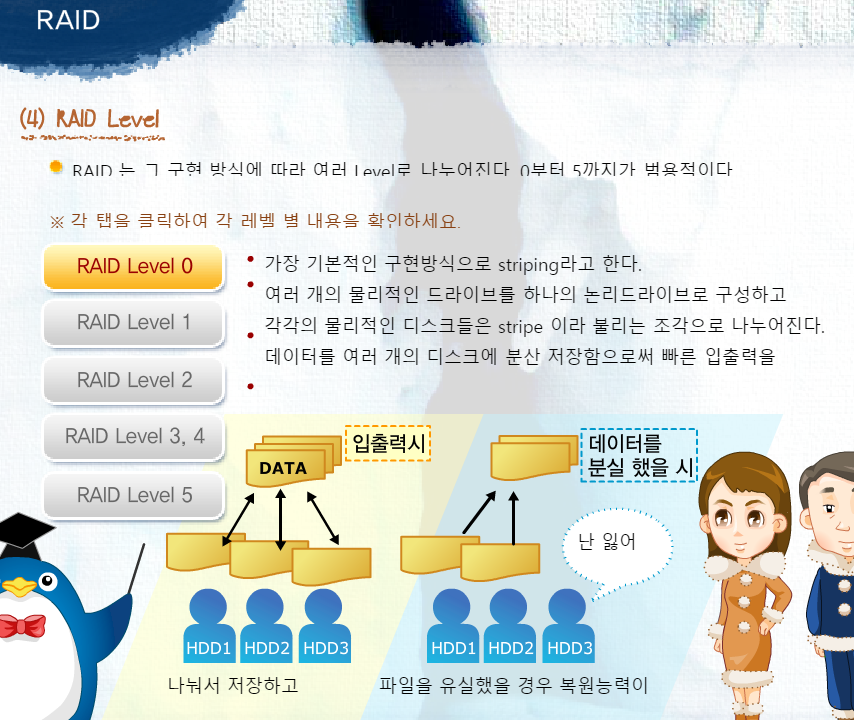 RAID
(4) RAID Level
RAID 는 그 구현 방식에 따라 여러 Level로 나누어진다. 0부터 5까지가 범용적이다
※ 각 탭을 클릭하여 각 레벨 별 내용을 확인하세요.
RAID Level 0
RAID Level 1
RAID Level 2
RAID Level 3, 4
RAID Level 5
가장 기본적인 구현방식으로 striping라고 한다.
여러 개의 물리적인 드라이브를 하나의 논리드라이브로 구성하고
각각의 물리적인 디스크들은 stripe 이라 불리는 조각으로 나누어진다.
데이터를 여러 개의 디스크에 분산 저장함으로써 빠른 입출력을
DATA
입출력시
데이터를
분실 했을 시
난 잃어
HDD1 HDD2 HDD3
HDD1 HDD2 HDD3
나눠서 저장하고
파일을 유실했을 경우 복원능력이